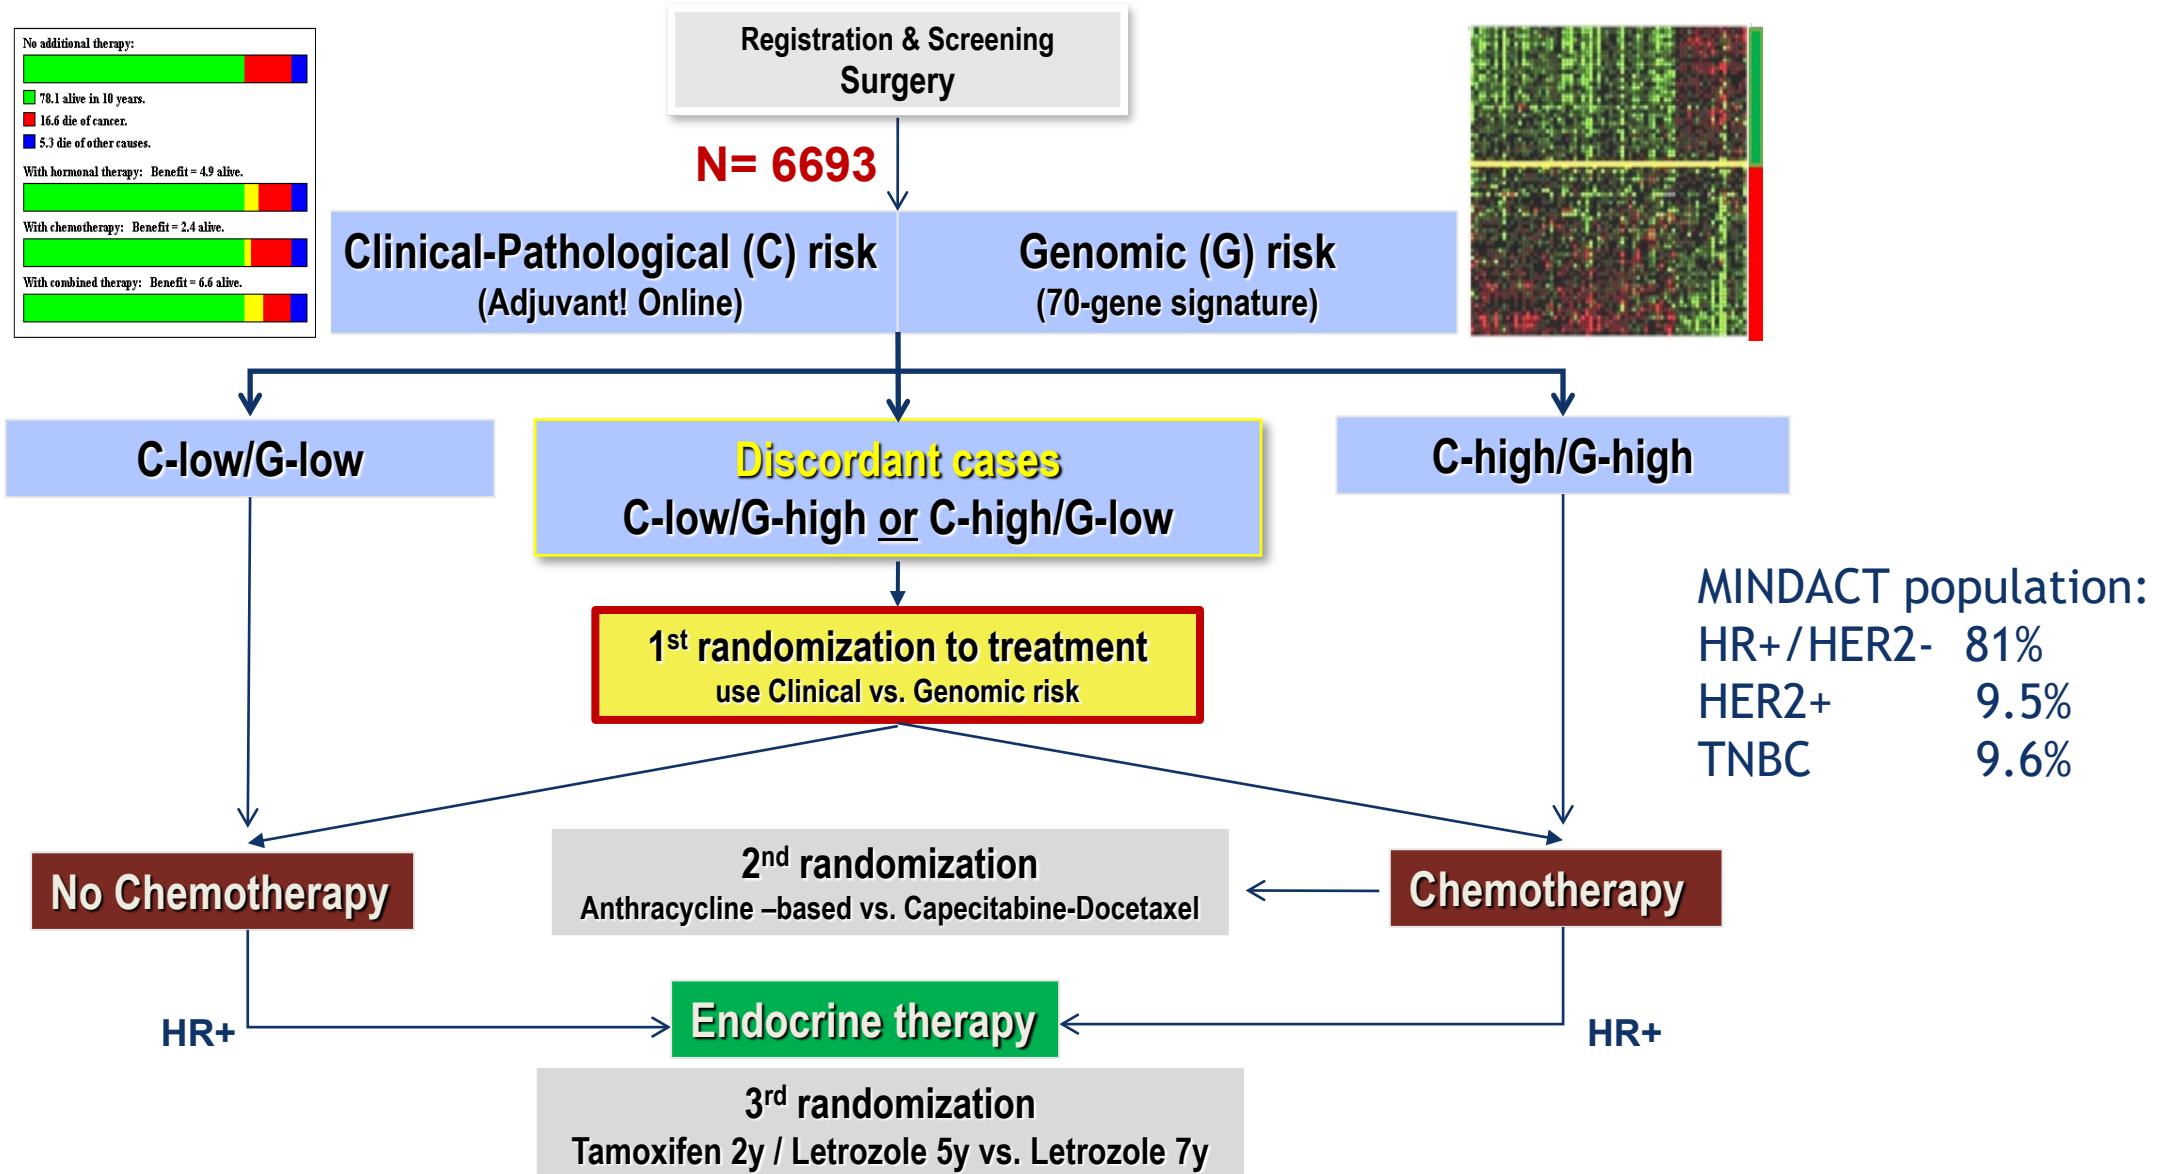 No additional therapy:
78.1 alive in 10 years.
16.6 die of cancer.
5.3 die of other causes.
With hormonal therapy: Benefit = 4.9 alive.
With chemotherapy: Benefit = 2.4 alive.
With combined therapy: Benefit = 6.6 alive.
Registration & Screening
Surgery
N= 6693
Clinical-Pathological (C) risk
(Adjuvant! Online)
Genomic (G) risk
(70-gene signature)
C-low/G-low
Discordant cases
C-low/G-high or C-high/G-low
C-high/G-high
1st randomization to treatment
use Clinical vs. Genomic risk
MINDACT population:
HR+/HER2- 81%
HER2+ 9.5%
TNBC 9.6%
No Chemotherapy
2nd randomization
Anthracycline –based vs. Capecitabine-Docetaxel
Chemotherapy
HR+
Endocrine therapy
HR+
3rd randomization
Tamoxifen 2y / Letrozole 5y vs. Letrozole 7y